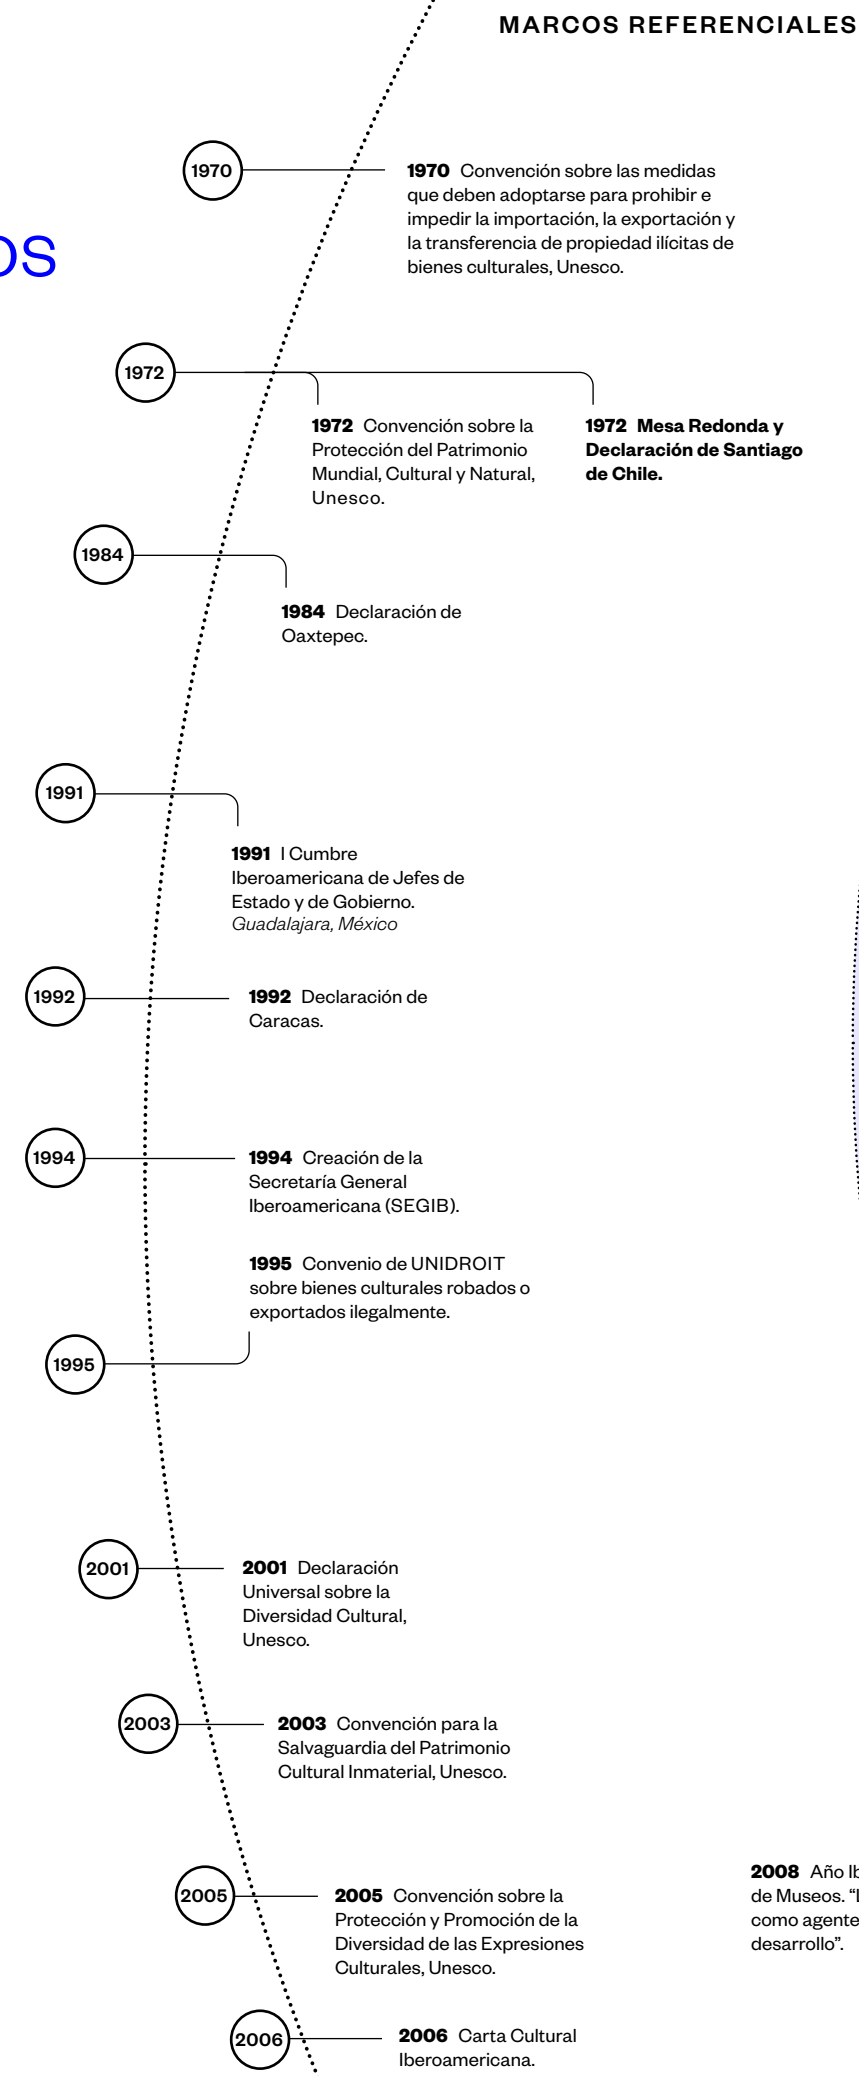 MARCOS REFERENCIALES
1970
1970 Convención sobre las medidas
que deben adoptarse para prohibir e
impedir la importación, la exportación y
la transferencia de propiedad ilícitas de
bienes culturales, Unesco.
OS
1972
1972 Convención sobre la
Protección del Patrimonio
Mundial, Cultural y Natural,
Unesco.
1972 Mesa Redonda y
Declaración de Santiago
de Chile.
1984
1984 Declaración de
Oaxtepec.
1991
1991 I Cumbre
Iberoamericana de Jefes de
Estado y de Gobierno.
Guadalajara, México
1992
1992 Declaración de
Caracas.
1994
1994 Creación de la
Secretaría General
Iberoamericana (SEGIB).
1995 Convenio de UNIDROIT
sobre bienes culturales robados o
exportados ilegalmente.
1995
2001
2001 Declaración
Universal sobre la
Diversidad Cultural,
Unesco.
2003
2003 Convención para la
Salvaguardia del Patrimonio
Cultural Inmaterial, Unesco.
2005
2005 Convención sobre la
Protección y Promoción de la
Diversidad de las Expresiones
Culturales, Unesco.
2008 Año
de Museos.
como agente
desarrollo”.
2006
2006 Carta Cultural
Iberoamericana.